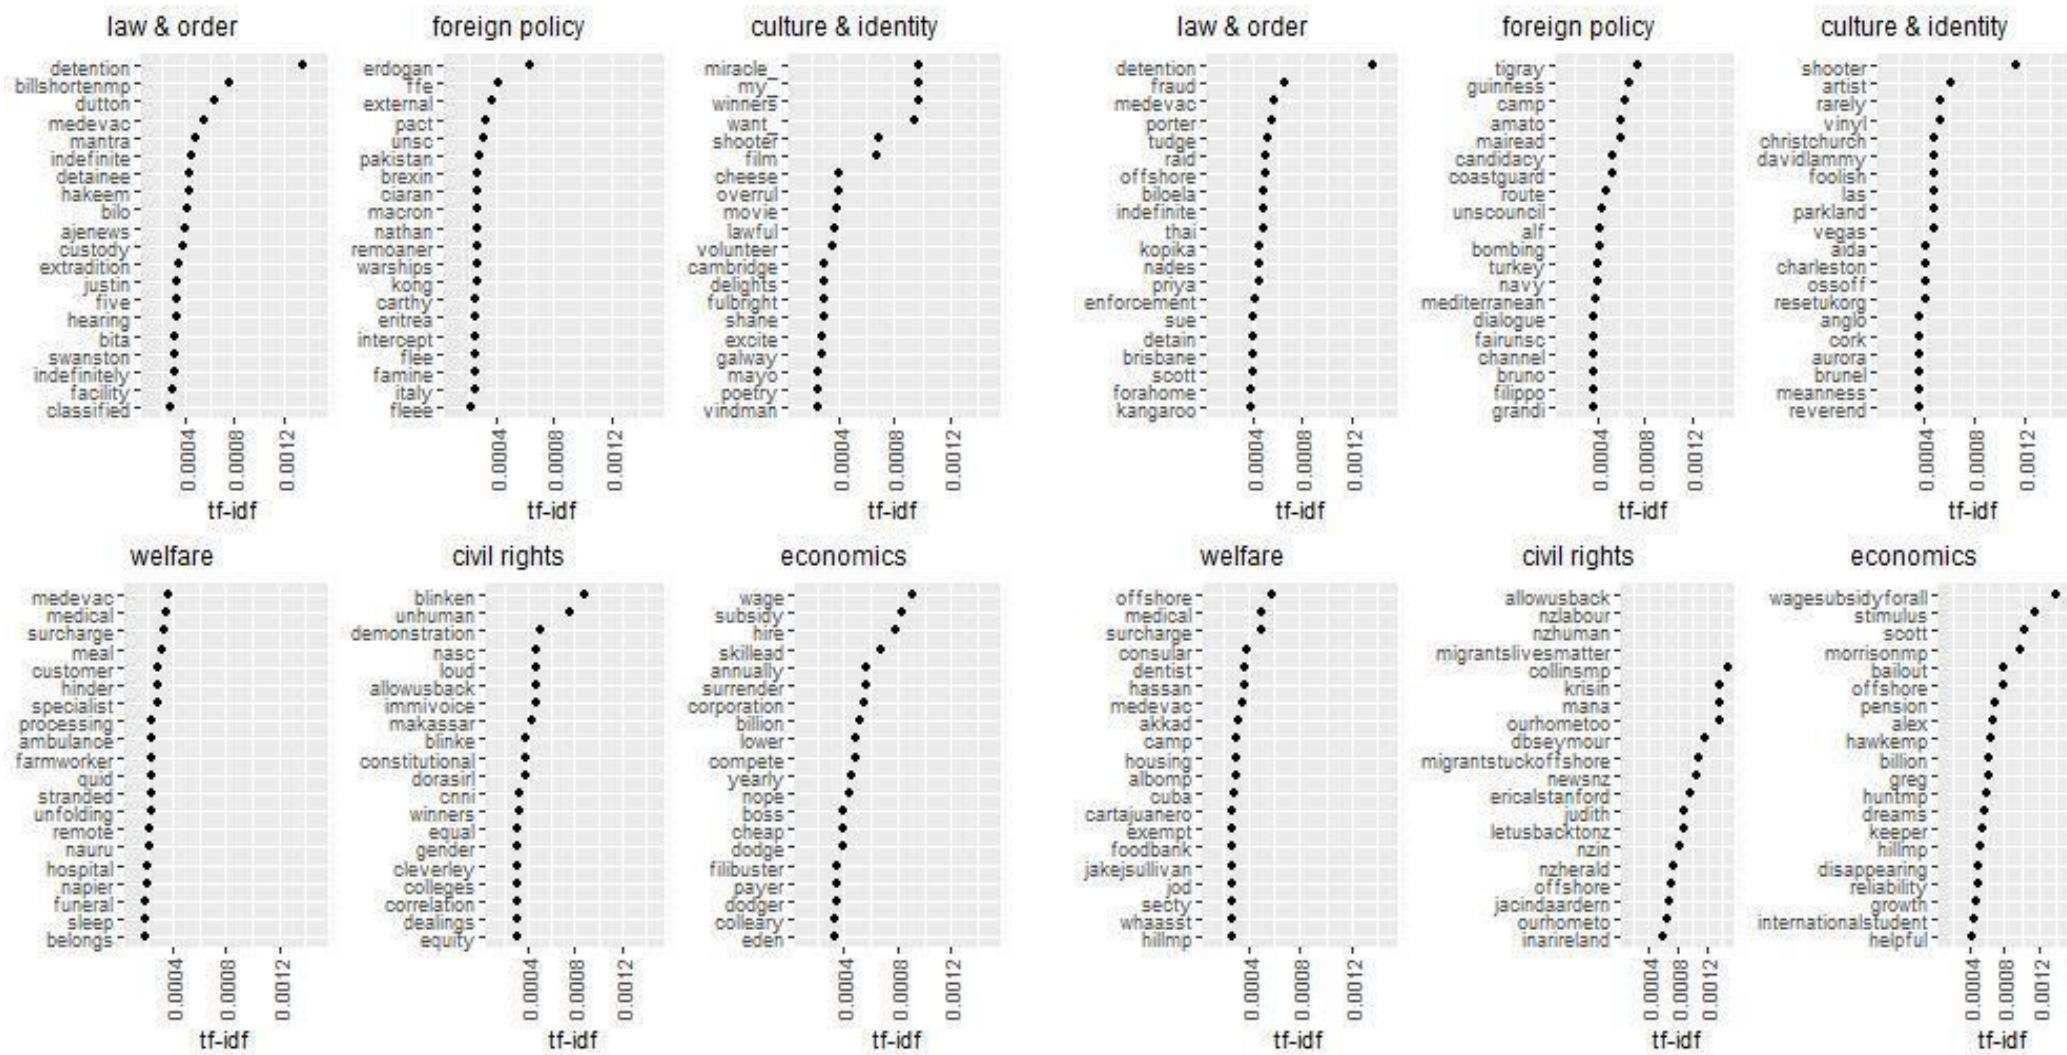 law & order
detention
billshortenmp
dutton
medevac
mantra
indefinite
detainee
hakeem
bilo
ajenews
custody
extradition
justin
five
hearing
bita
swanston
indefinitely
facility
classified
0.0004
0.0008
0.0012
tf-idf
foreign policy
erdogan
ffe
external
pact
unsc
pakistan
brexin
ciaran
macron
nathan
remoaner
warships
kong
carthy
eritrea
intercept
flee
famine
italy
fleee
0.0004
0.0008
0.0012
tf-idf
culture & identity
miracle_
my_
winners
want_
shooter
film
cheese
overrul
movie
lawful
volunteer
cambridge
delights
fulbright
shane
excite
galway
mayo
poetry
vindman
0.0004
0.0008
0.0012
tf-idf
law & order
detention
fraud
medevac
porter
tudge
raid
offshore
biloela
indefinite
thai
kopika
nades
priya
enforcement
sue
detain
brisbane
scott
forahome
kangaroo
0.0004
0.0008
0.0012
tf-idf
foreign policy
tigray
guinness
camp
amato
mairead
candidacy
coastguard
route
unscouncil
alf
bombing
turkey
navy
mediterranean
dialogue
fairunsc
channel
bruno
filippo
grandi
0.0004
0.0008
0.0012
tf-idf
culture & identity
shooter
artist
rarely
vinyl
christchurch
davidlammy
foolish
las
parkland
vegas
aida
charleston
ossoff
resetukorg
anglo
cork
aurora
brunel
meanness
reverend
0.0004
0.0008
0.0012
tf-idf
welfare
medevac
medical
surcharge
meal
customer
hinder
specialist
processing
ambulance
farmworker
quid
stranded
unfolding
remote
nauru
hospital
napier
funeral
sleep
belongs
0.0004
0.0008
0.0012
tf-idf
civil rights
blinken
unhuman
demonstration
nasc
loud
allowusback
immivoice
makassar
blinke
constitutional
dorasirl
cnni
winners
equal
gender
cleverley
colleges
correlation
dealings
equity
0.0004
0.0008
0.0012
tf-idf
economics
wage
subsidy
hire
skillead
annually
surrender
corporation
billion
lower
compete
yearly
nope
boss
cheap
dodge
filibuster
payer
dodger
colleary
eden
0.0004
0.0008
0.0012
tf-idf
welfare
offshore
medical
surcharge
consular
dentist
hassan
medevac
akkad
camp
housing
albomp
cuba
cartajuanero
exempt
foodbank
jakejsullivan
jod
secty
whaasst
hillmp
0.0004
0.0008
0.0012
tf-idf
civil rights
allowusback
nzlabour
nzhuman
migrantslivesmatter
collinsmp
krisin
mana
ourhometoo
dbseymour
migrantstuckoffshore
newsnz
ericalstanford
judith
letusbacktonz
nzin
nzherald
offshore
jacindaardern
ourhometo
inarireland
0.0004
0.0008
0.0012
tf-idf
economics
wagesubsidyforall
stimulus
scott
morrisonmp
bailout
offshore
pension
alex
hawkemp
billion
greg
huntmp
dreams
keeper
hillmp
disappearing
reliability
growth
internationalstudent
helpful
0.0004
0.0008
0.0012
tf-idf